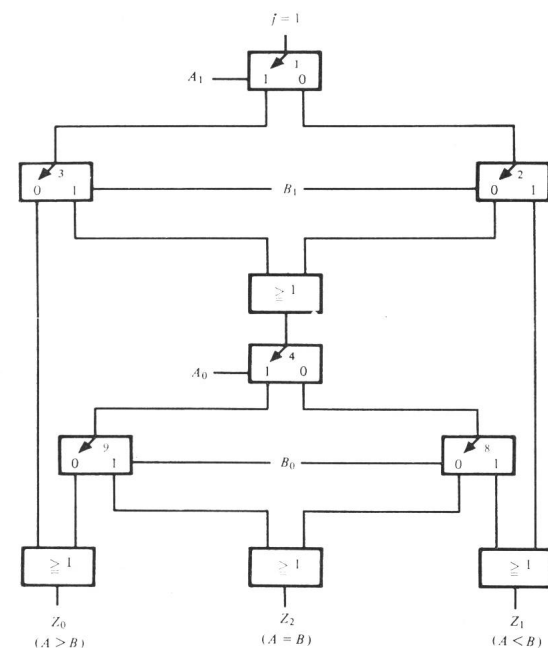 j = 1
1
A₁ 1 0
3 2
0 1 B₁ 0 1
≧ 1
4
A₀ 1 0
9 8
0 1 B₀ 0 1
≧ 1 ≧ 1 ≧ 1
Z₀ Z₂ Z₁
(A > B) (A = B) (A < B)